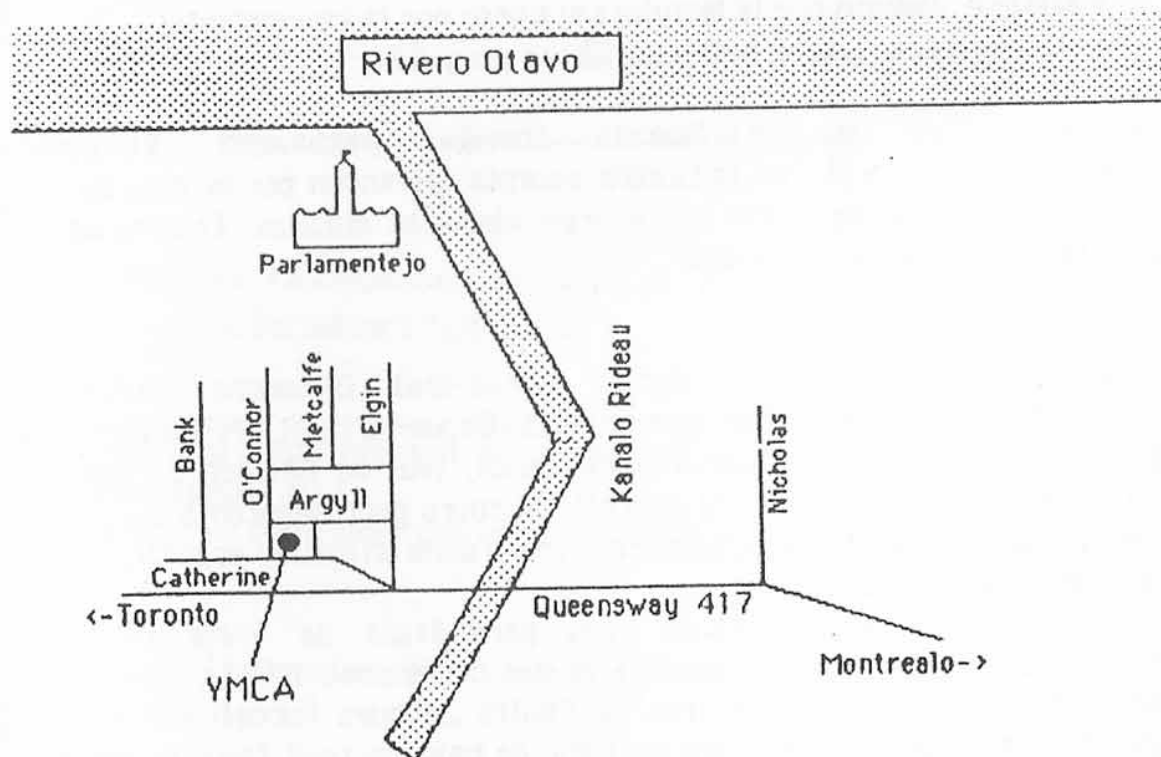 Rivero Otavo
Parlamentejo
Kanalo Rideau
Bank
O'Connor
Metcalfe
Elgin
Nicholas
Argyll
Catherine
<-Toronto
Queensway 417
Montrealo->
YMCA